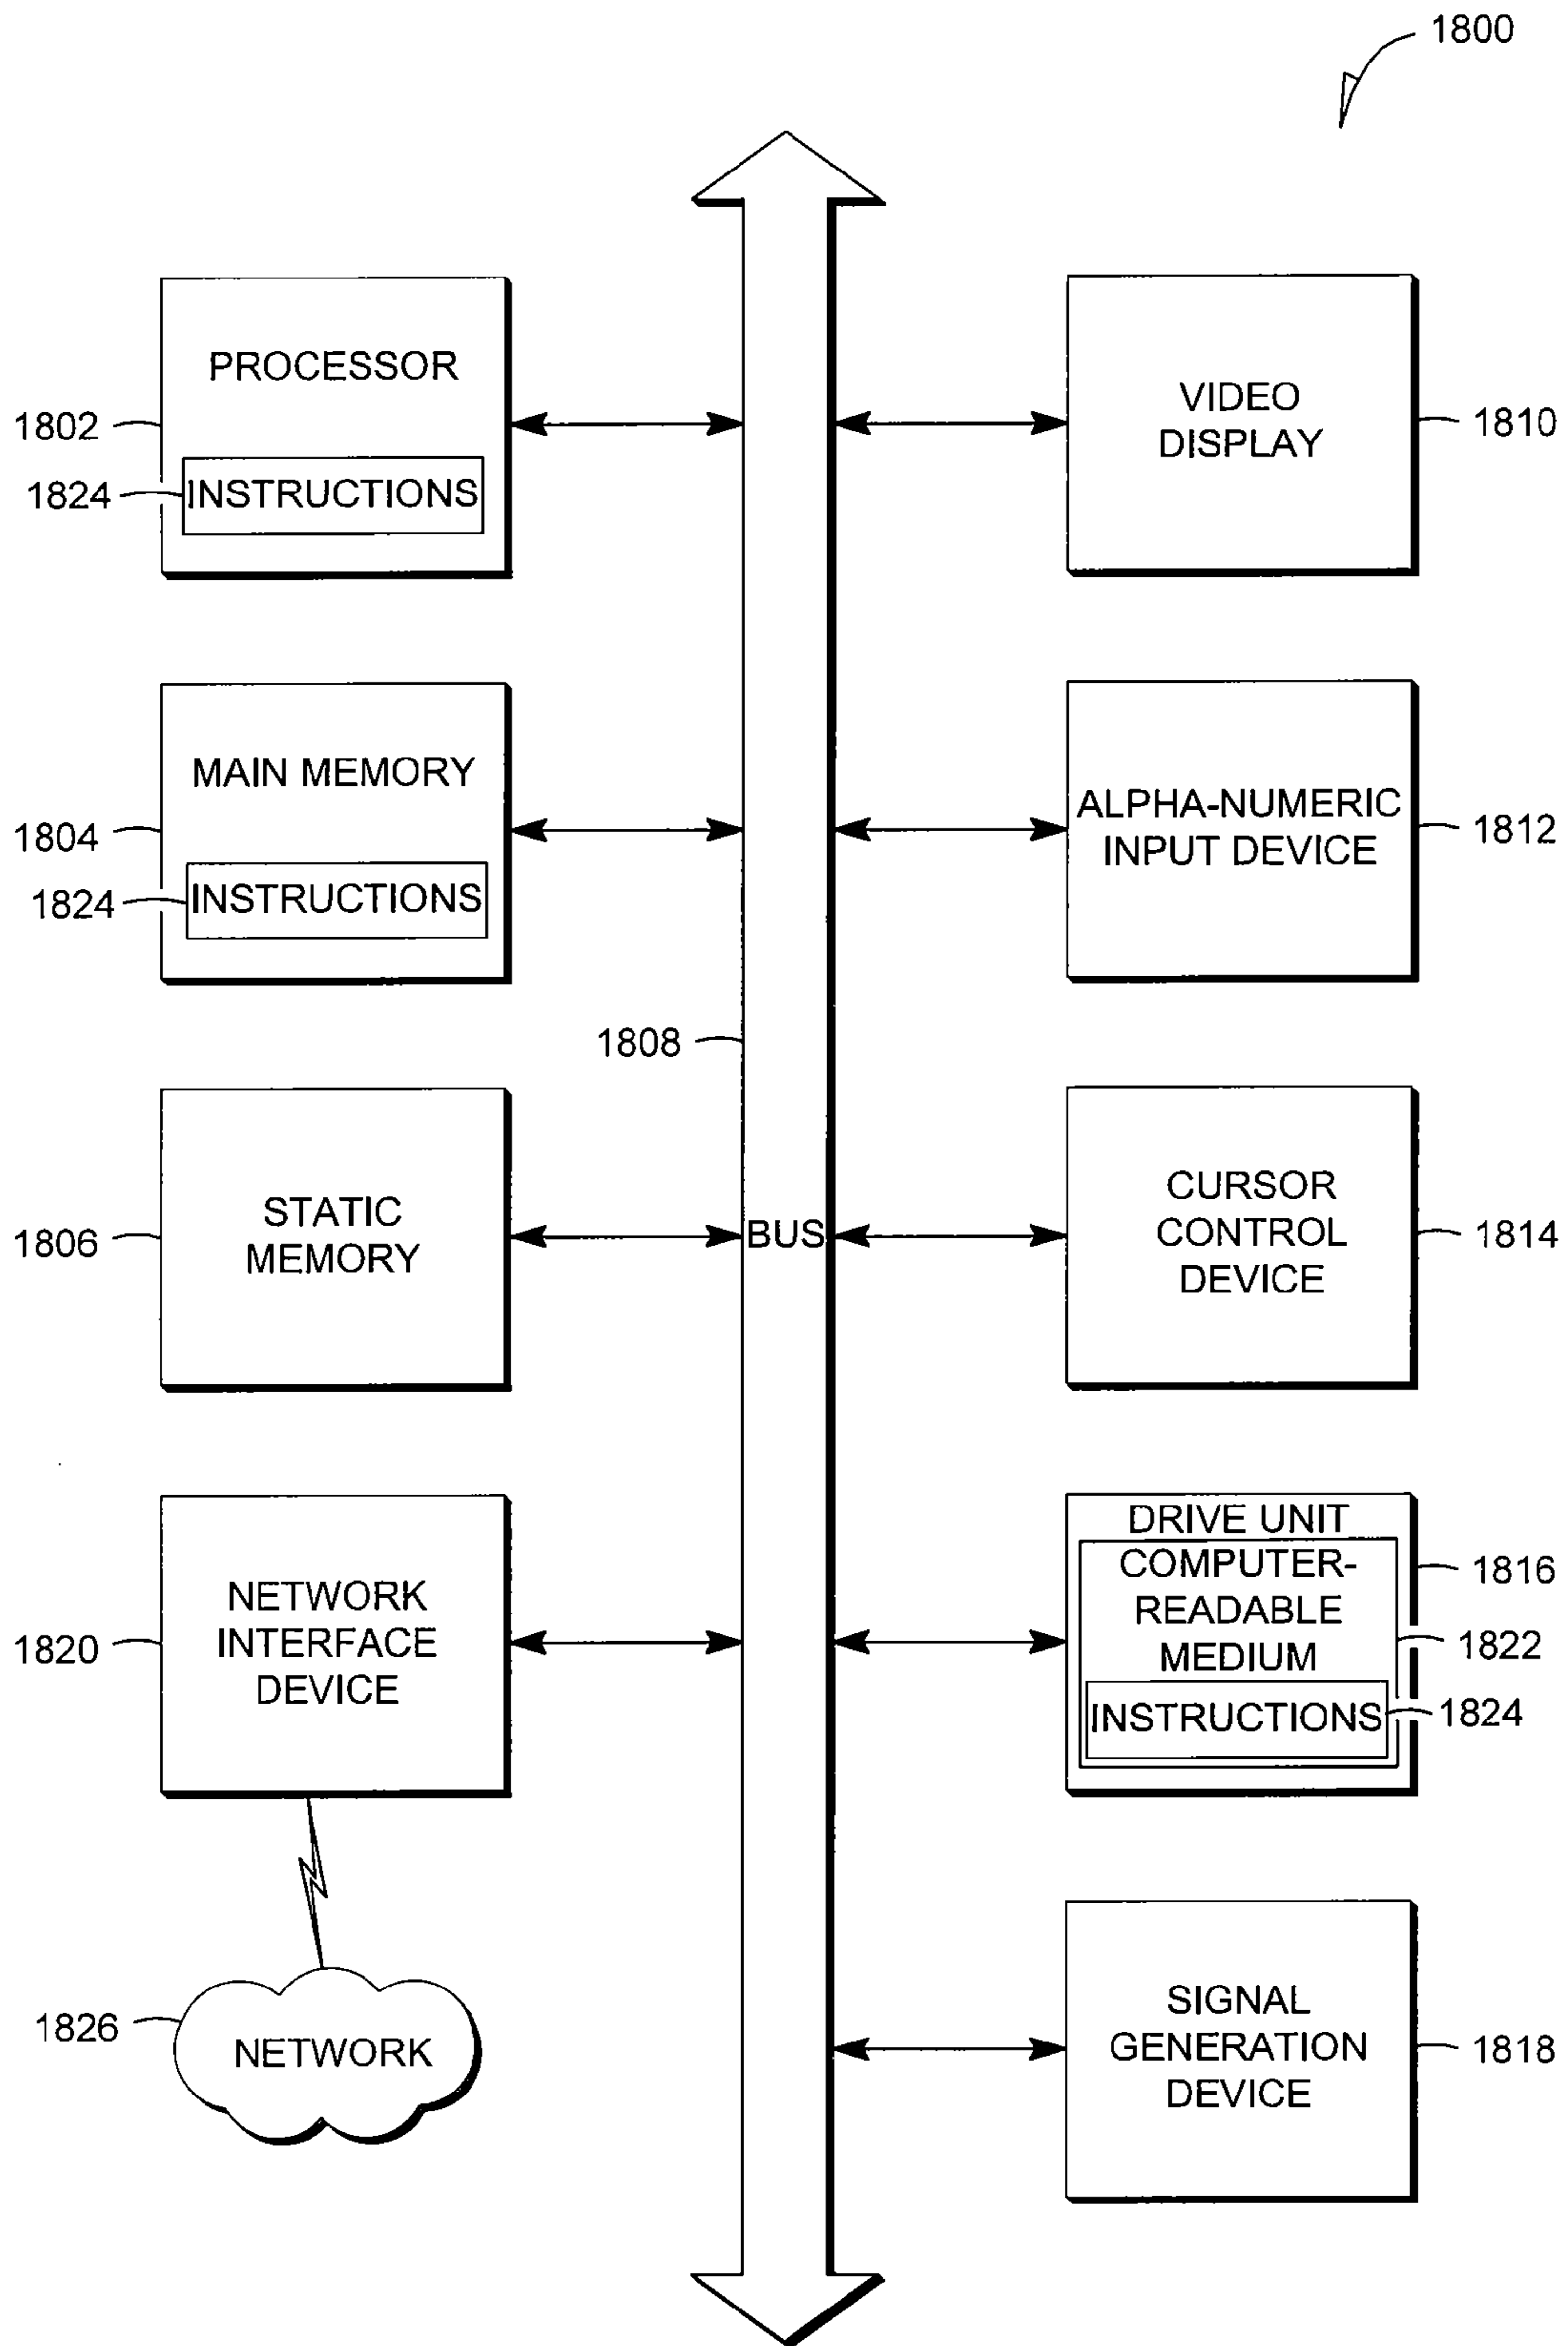 1800
PROCESSOR
1802
1824
INSTRUCTIONS
MAIN MEMORY
1804
1824
INSTRUCTIONS
1808
STATIC
MEMORY
1806
BUS
NETWORK
INTERFACE
DEVICE
1820
1826
NETWORK
VIDEO
DISPLAY
1810
ALPHA-NUMERIC
INPUT DEVICE
1812
CURSOR
CONTROL
DEVICE
1814
DRIVE UNIT
COMPUTER-
READABLE
MEDIUM
1816
1822
INSTRUCTIONS
1824
SIGNAL
GENERATION
DEVICE
1818